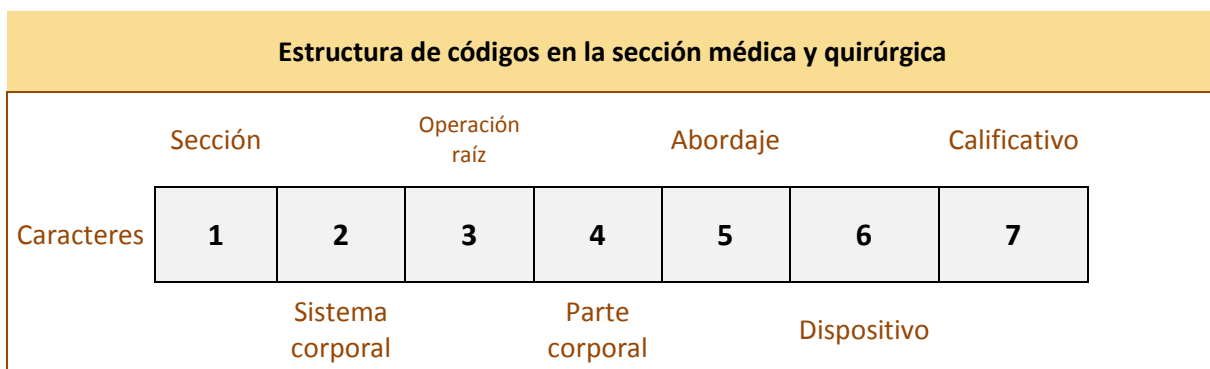 Estructura de códigos en la sección médica y quirúrgica
Sección
Operación
raíz
Abordaje
Calificativo
Caracteres
1
2
3
4
5
6
7
Sistema
corporal
Parte
corporal
Dispositivo